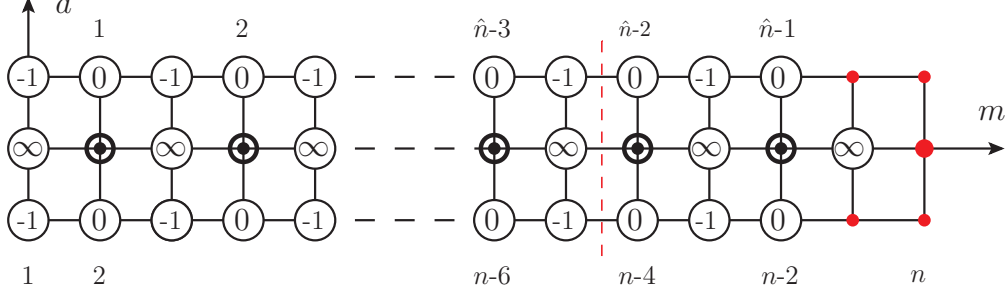 a
1 2 n̂-3 n̂-2 n̂-1
-1 0 -1 0 -1 0 -1 0 -1 0
m
∞ ∞ ∞ ∞ ∞ ∞
-1 0 -1 0 -1 0 -1 0 -1 0
1 2 n-6 n-4 n-2 n